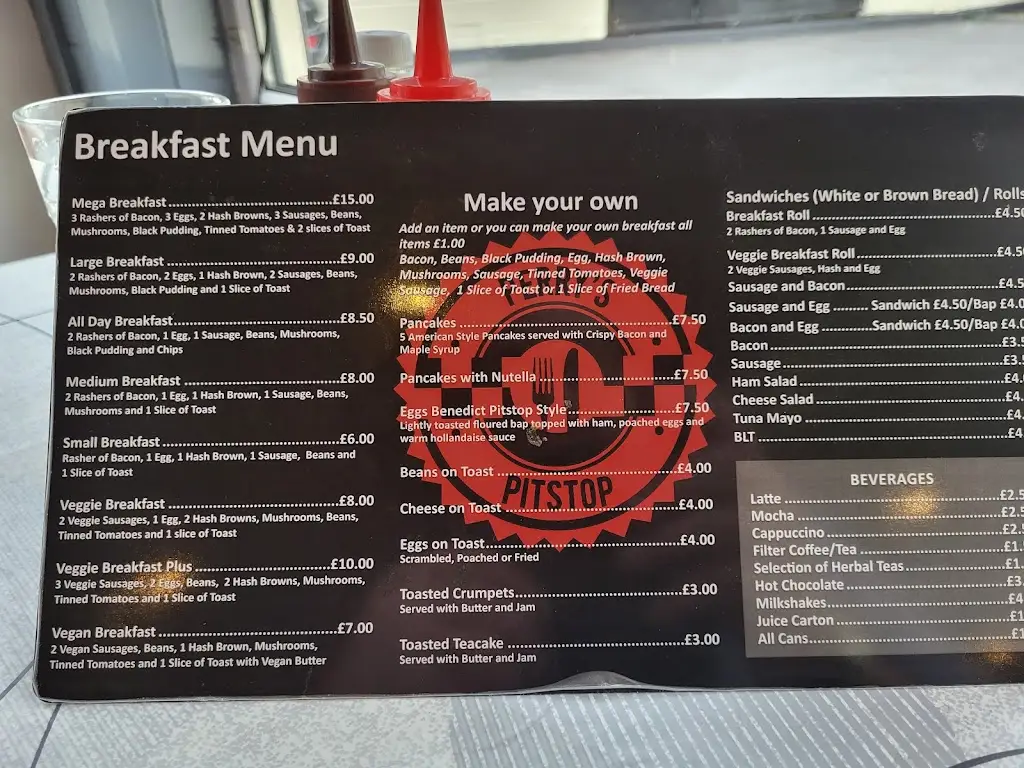 Breakfast Menu
Mega Breakfast ........................................ £15.00
3 Rashers of Bacon, 3 Eggs, 2 Hash Browns, 3 Sausages, Beans,
Mushrooms, Black Pudding, Tinned Tomatoes & 2 slices of Toast
Large Breakfast ........................................ £9.00
2 Rashers of Bacon, 2 Eggs, 1 Hash Brown, 2 Sausages, Beans,
Mushrooms, Black Pudding and 1 Slice of Toast
All Day Breakfast ........................................ £8.50
2 Rashers of Bacon, 1 Egg, 1 Sausage, Beans, Mushrooms,
Black Pudding and Chips
Medium Breakfast ........................................ £8.00
2 Rashers of Bacon, 1 Egg, 1 Hash Brown, 1 Sausage, Beans,
Mushrooms and 1 Slice of Toast
Small Breakfast ........................................ £6.00
Rasher of Bacon, 1 Egg, 1 Hash Brown, 1 Sausage, Beans and
1 Slice of Toast
Veggie Breakfast ........................................ £8.00
2 Veggie Sausages, 1 Egg, 2 Hash Browns, Mushrooms, Beans,
Tinned Tomatoes and 1 slice of Toast
Veggie Breakfast Plus ........................................ £10.00
3 Veggie Sausages, 2 Eggs, Beans, 2 Hash Browns, Mushrooms,
Tinned Tomatoes and 1 Slice of Toast
Vegan Breakfast ........................................ £7.00
2 Vegan Sausages, Beans, 1 Hash Brown, Mushrooms,
Tinned Tomatoes and 1 Slice of Toast with Vegan Butter
Make your own
Add an item or you can make your own breakfast all
items £1.00
Bacon, Beans, Black Pudding, Egg, Hash Brown,
Mushrooms, Sausage, Tinned Tomatoes, Veggie
Sausage, 1 Slice of Toast or 1 Slice of Fried Bread
Pancakes ........................................ £7.50
5 American Style Pancakes served with Crispy Bacon and
Maple Syrup
Pancakes with Nutella ........................................ £7.50
Eggs Benedict Pitstop Style ........................................ £7.50
Lightly toasted floured bap topped with ham, poached eggs and
warm hollandaise sauce
Beans on Toast ........................................ £4.00
PITSTOP
Cheese on Toast ........................................ £4.00
Eggs on Toast ........................................ £4.00
Scrambled, Poached or Fried
Toasted Crumpets ........................................ £3.00
Served with Butter and Jam
Toasted Teacake ........................................ £3.00
Served with Butter and Jam
Sandwiches (White or Brown Bread) / Rolls
Breakfast Roll ........................................ £4.50
2 Rashers of Bacon, 1 Sausage and Egg
Veggie Breakfast Roll ........................................ £4.5
2 Veggie Sausages, Hash and Egg
Sausage and Bacon ........................................ £4.5
Sausage and Egg ......... Sandwich £4.50/Bap £4.0
Bacon and Egg ............... Sandwich £4.50/Bap £4.0
Bacon ........................................ £3.5
Sausage ........................................ £3.
Ham Salad ........................................ £4.
Cheese Salad ........................................ £4.
Tuna Mayo ........................................ £4.
BLT ........................................ £4
BEVERAGES
Latte ........................................ £2.5
Mocha ........................................ £2.5
Cappuccino ........................................ £2.
Filter Coffee/Tea ........................................ £1.
Selection of Herbal Teas ........................................ £1.
Hot Chocolate ........................................ £3.
Milkshakes ........................................ £4
Juice Carton ........................................ £1
All Cans ........................................ £1